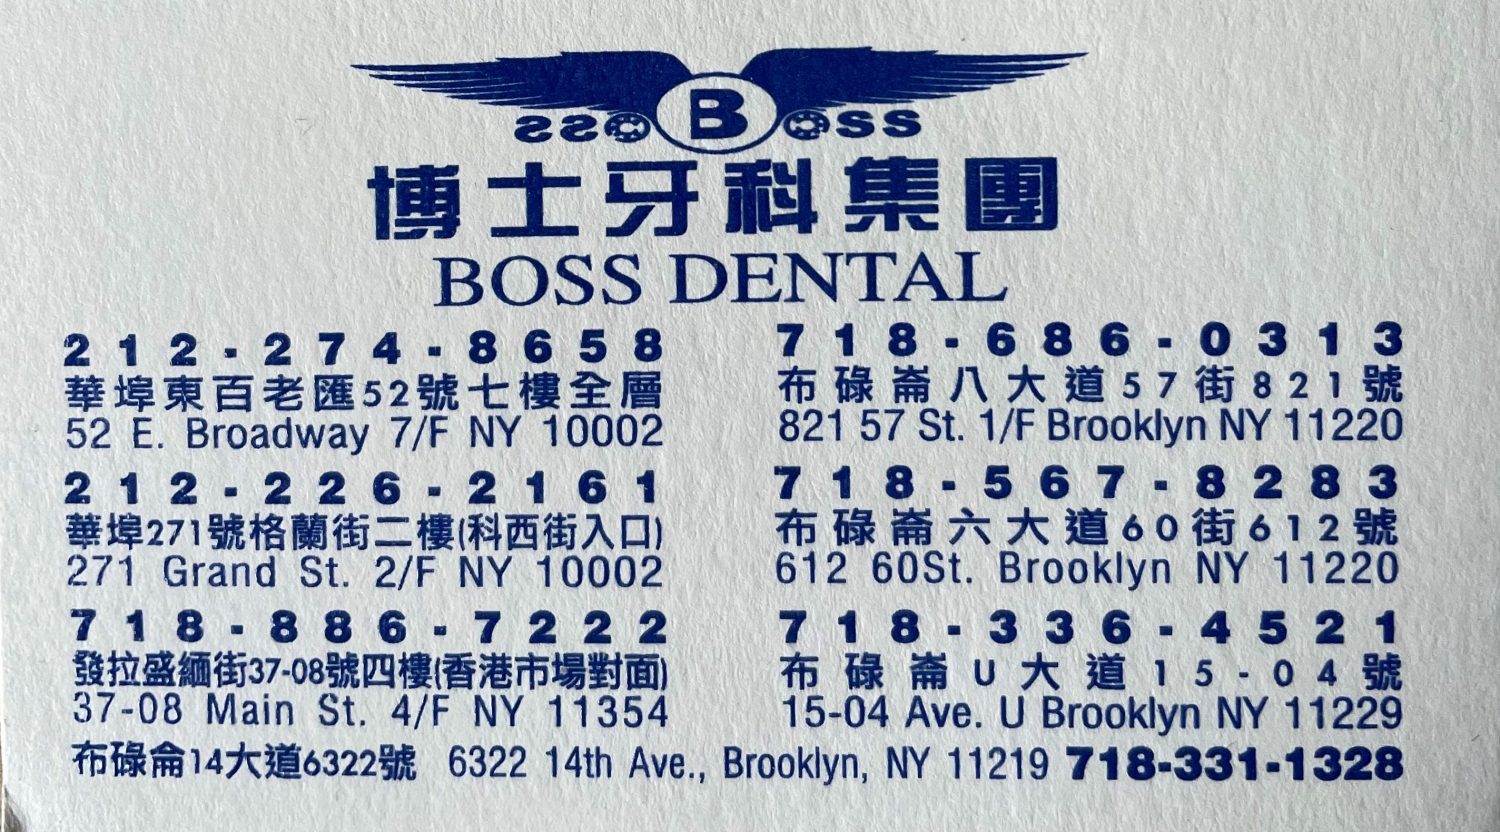 ssoBoss
博士牙科集團
BOSS DENTAL
212-274-8658
華埠東百老匯52號七樓全層
52 E. Broadway 7/F NY 10002
212-226-2161
華埠271號格蘭街二樓(科西街入口)
271 Grand St. 2/F NY 10002
718-886-7222
發拉盛緬街37-08號四樓(香港市場對面)
37-08 Main St. 4/F NY 11354
718-686-0313
布碌崙八大道57街821號
821 57 St. 1/F Brooklyn NY 11220
718-567-8283
布碌崙六大道60街612號
612 60St. Brooklyn NY 11220
718-336-4521
布碌崙U大道15-04號
15-04 Ave. U Brooklyn NY 11229
布碌侖14大道6322號 6322 14th Ave., Brooklyn, NY 11219 718-331-1328